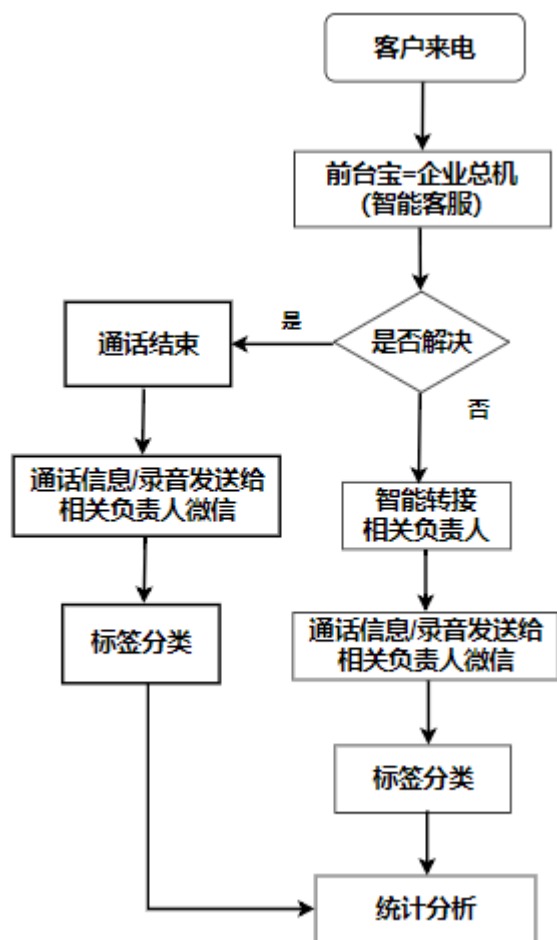 客户来电
前台宝=企业总机
(智能客服)
是否解决
是
通话结束
否
通话信息/录音发送给
相关负责人微信
智能转接
相关负责人
标签分类
通话信息/录音发送给
相关负责人微信
标签分类
统计分析